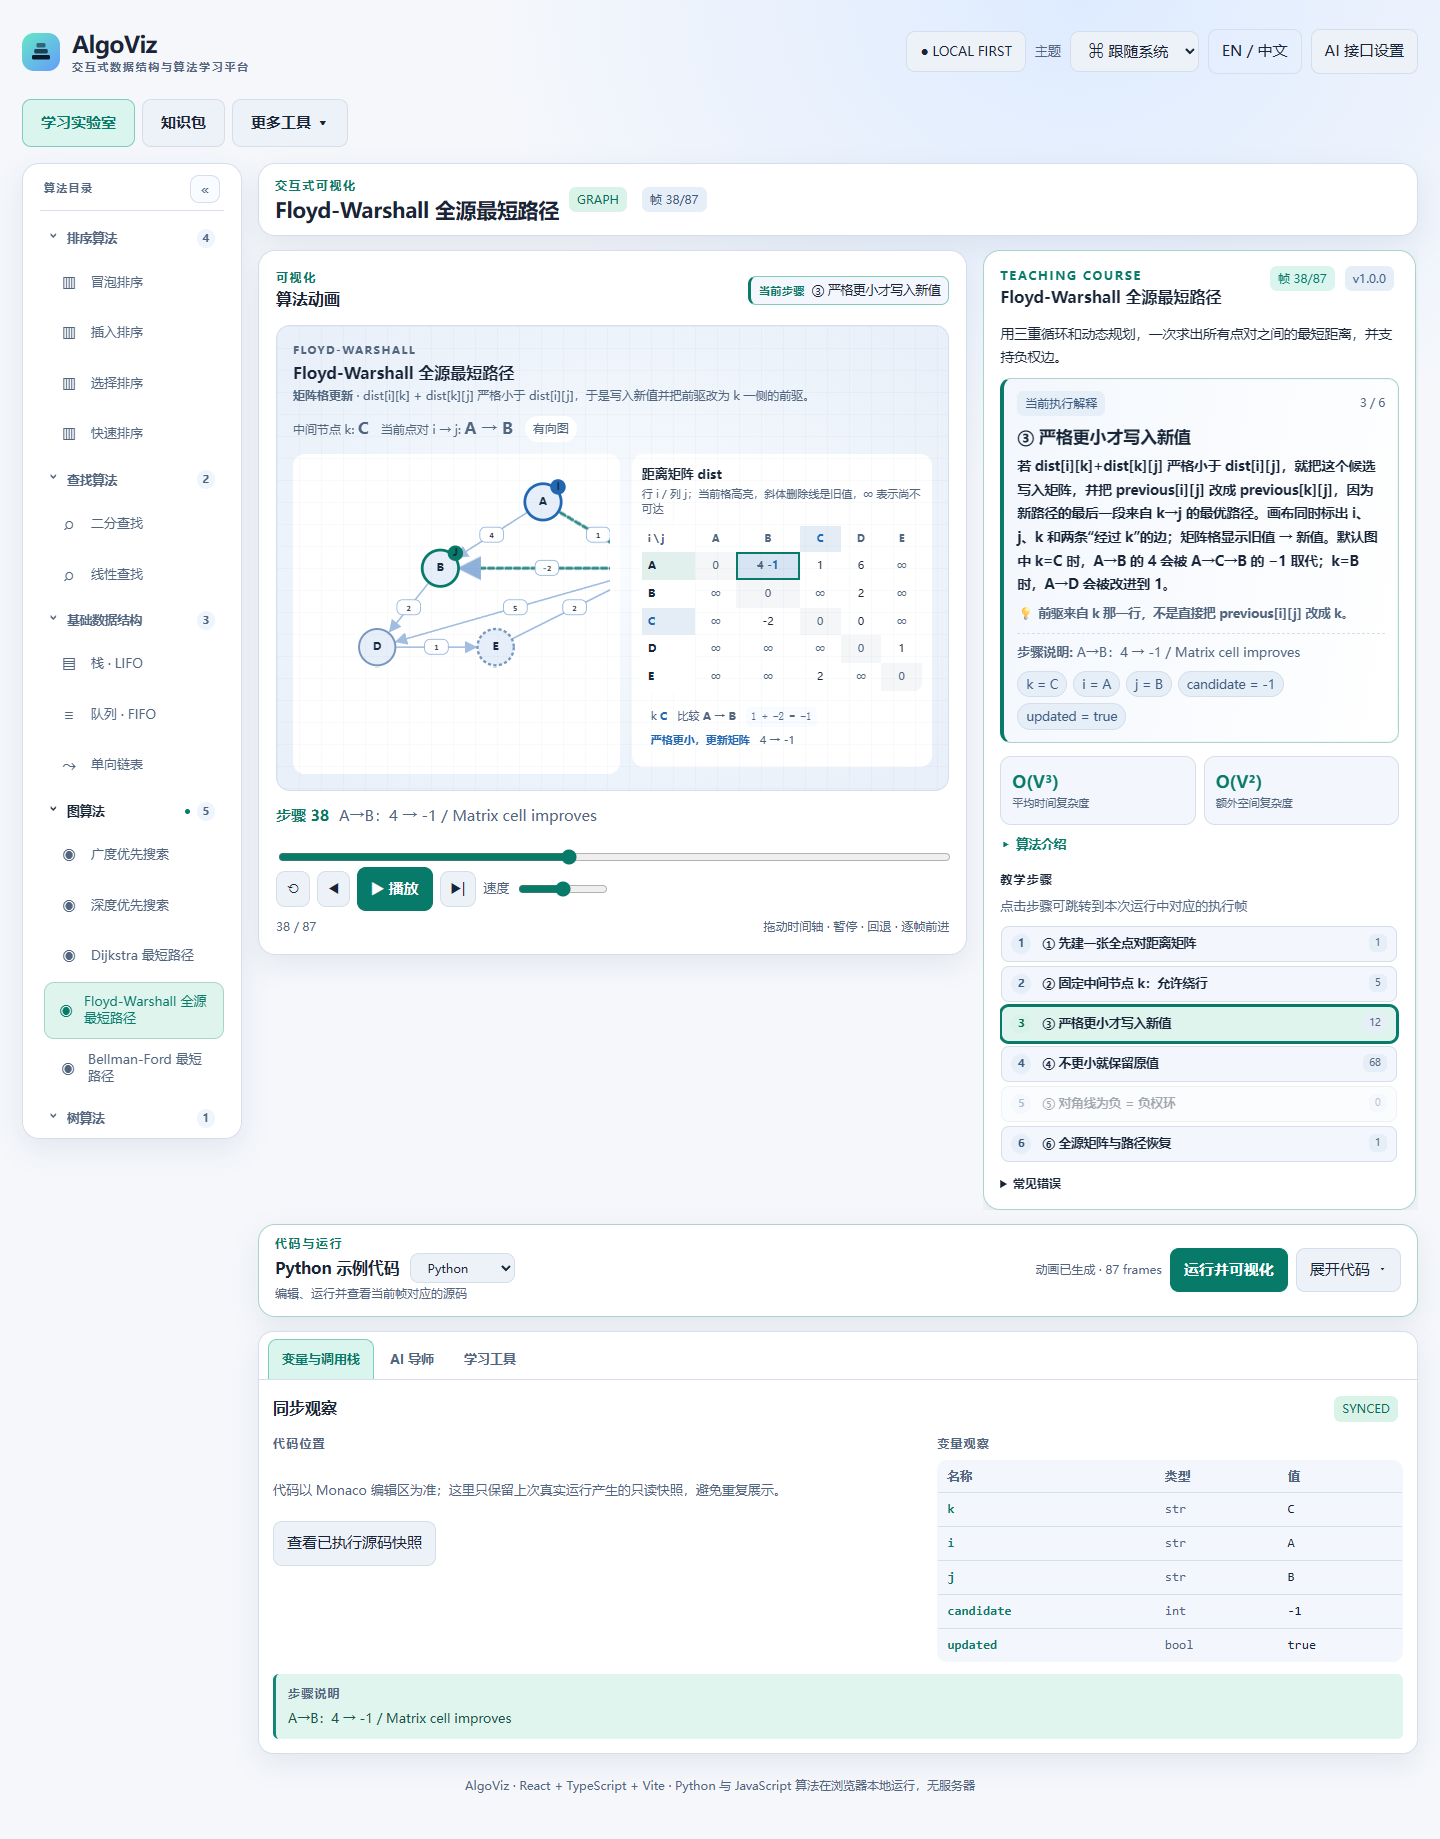 AlgoViz
交互式数据结构与算法学习平台
● LOCAL FIRST
主题
⌘ 跟随系统
EN / 中文
AI 接口设置
学习实验室
知识包
更多工具 ▼
算法目录
«
排序算法 4
冒泡排序
插入排序
选择排序
快速排序
查找算法 2
二分查找
线性查找
基础数据结构 3
栈 · LIFO
队列 · FIFO
单向链表
图算法 5
广度优先搜索
深度优先搜索
Dijkstra 最短路径
Floyd-Warshall 全源
最短路径
Bellman-Ford 最短
路径
树算法 1
交互式可视化
Floyd-Warshall 全源最短路径
GRAPH
帧 38/87
可视化
算法动画
当前步骤 ③ 严格更小才写入新值
FLOYD-WARSHALL
Floyd-Warshall 全源最短路径
矩阵格更新 · dist[i][k] + dist[k][j] 严格小于 dist[i][j]，于是写入新值并把前驱改为 k 一侧的前驱。
中间节点 k: C 当前点对 i → j: A → B 有向图
A
I
4
1
B
J
-2
2
5
2
D
1
E
距离矩阵 dist
行 i / 列 j；当前格高亮，斜体删除线是旧值，∞ 表示尚不
可达
i \ j A B C D E
A 0 4 -1 1 6 ∞
B ∞ 0 ∞ 2 ∞
C ∞ -2 0 0 ∞
D ∞ ∞ ∞ 0 1
E ∞ ∞ 2 ∞ 0
k C 比较 A → B 1 + -2 = -1
严格更小，更新矩阵 4 → -1
步骤 38 A→B：4 → -1 / Matrix cell improves
▶ 播放
速度
38 / 87
拖动时间轴 · 暂停 · 回退 · 逐帧前进
TEACHING COURSE
Floyd-Warshall 全源最短路径
帧 38/87
v1.0.0
用三重循环和动态规划，一次求出所有点对之间的最短距离，并支
持负权边。
当前执行解释
3 / 6
③ 严格更小才写入新值
若 dist[i][k]+dist[k][j] 严格小于 dist[i][j]，就把这个候选
写入矩阵，并把 previous[i][j] 改成 previous[k][j]，因为
新路径的最后一段来自 k→j 的最优路径。画布同时标出 i、
j、k 和两条“经过 k”的边；矩阵格显示旧值 → 新值。默认图
中 k=C 时，A→B 的 4 会被 A→C→B 的 −1 取代；k=B
时，A→D 会被改进到 1。
💡 前驱来自 k 那一行，不是直接把 previous[i][j] 改成 k。
步骤说明: A→B：4 → -1 / Matrix cell improves
k = C
i = A
j = B
candidate = -1
updated = true
O(V³)
平均时间复杂度
O(V²)
额外空间复杂度
▸ 算法介绍
教学步骤
点击步骤可跳转到本次运行中对应的执行帧
1 ① 先建一张全点对距离矩阵 1
2 ② 固定中间节点 k：允许绕行 5
3 ③ 严格更小才写入新值 12
4 ④ 不更小就保留原值 68
5 ⑤ 对角线为负 = 负权环 0
6 ⑥ 全源矩阵与路径恢复 1
▶ 常见错误
代码与运行
Python 示例代码
Python
编辑、运行并查看当前帧对应的源码
动画已生成 · 87 frames
运行并可视化
展开代码
变量与调用栈
AI 导师
学习工具
同步观察
SYNCED
代码位置
代码以 Monaco 编辑区为准；这里只保留上次真实运行产生的只读快照，避免重复展示。
查看已执行源码快照
变量观察
名称 类型 值
k str C
i str A
j str B
candidate int -1
updated bool true
步骤说明
A→B：4 → -1 / Matrix cell improves
AlgoViz · React + TypeScript + Vite · Python 与 JavaScript 算法在浏览器本地运行，无服务器